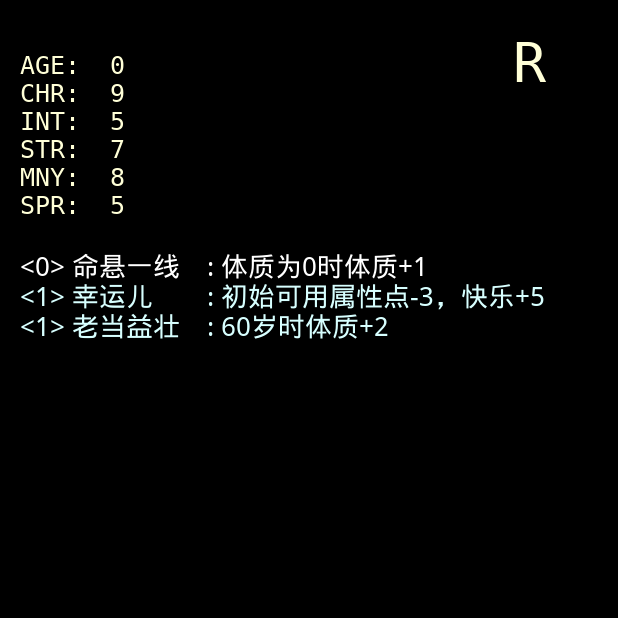 R
AGE: 0
CHR: 9
INT: 5
STR: 7
MNY: 8
SPR: 5
<0> 命悬一线 : 体质为0时体质+1
<1> 幸运儿 : 初始可用属性点-3，快乐+5
<1> 老当益壮 : 60岁时体质+2